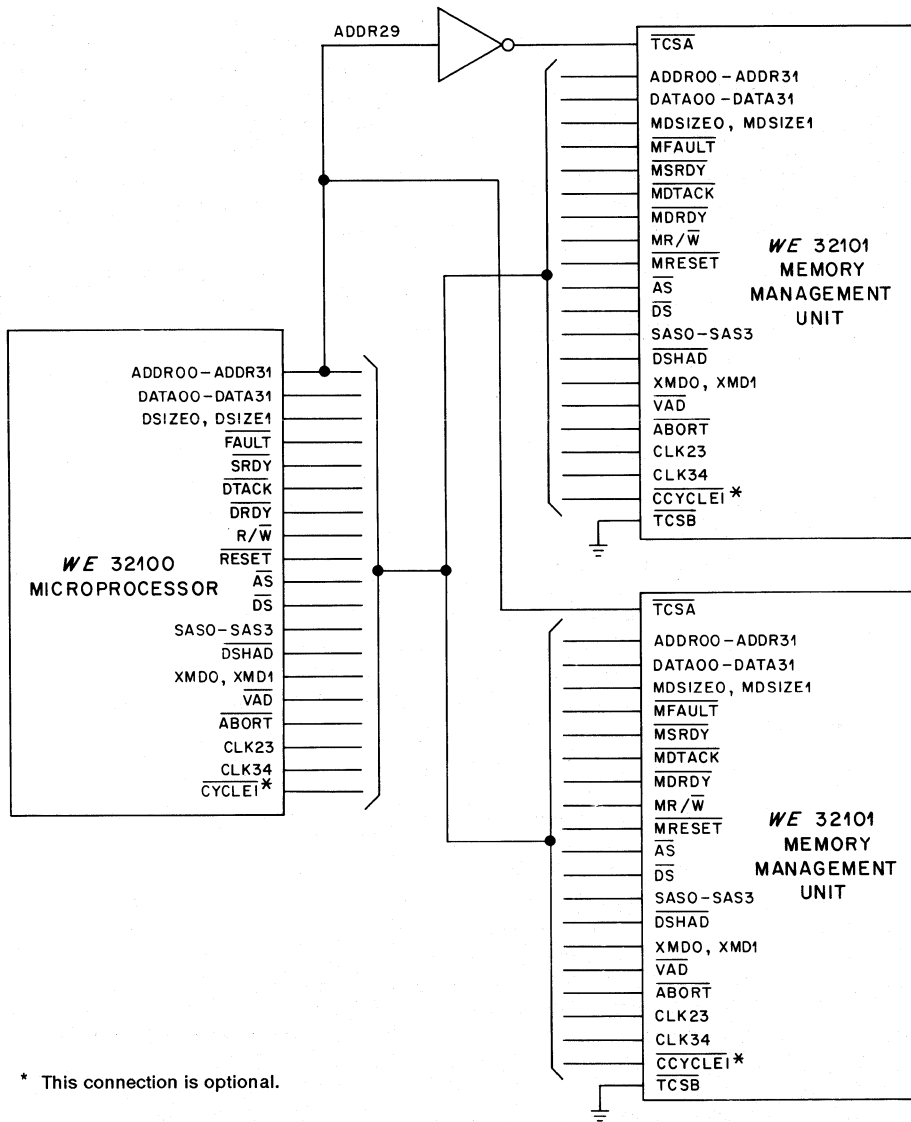 ADDR29
TCSA
ADDR00-ADDR31
DATA00-DATA31
MDSIZE0, MDSIZE1
MFAULT
MSRDY
MDTACK
MDRDY
MR/W
MRESET
AS
DS
SAS0-SAS3
DSHAD
XMD0, XMD1
VAD
ABORT
CLK23
CLK34
CCYCLEI*
TCSB
WE 32101
MEMORY
MANAGEMENT
UNIT
ADDR00-ADDR31
DATA00-DATA31
DSIZE0, DSIZE1
FAULT
SRDY
DTACK
DRDY
R/W
RESET
AS
DS
SAS0-SAS3
DSHAD
XMD0, XMD1
VAD
ABORT
CLK23
CLK34
CYCLEI*
WE 32100
MICROPROCESSOR
TCSA
ADDR00-ADDR31
DATA00-DATA31
MDSIZE0, MDSIZE1
MFAULT
MSRDY
MDTACK
MDRDY
MR/W
MRESET
AS
DS
SAS0-SAS3
DSHAD
XMD0, XMD1
VAD
ABORT
CLK23
CLK34
CCYCLEI*
TCSB
WE 32101
MEMORY
MANAGEMENT
UNIT
* This connection is optional.